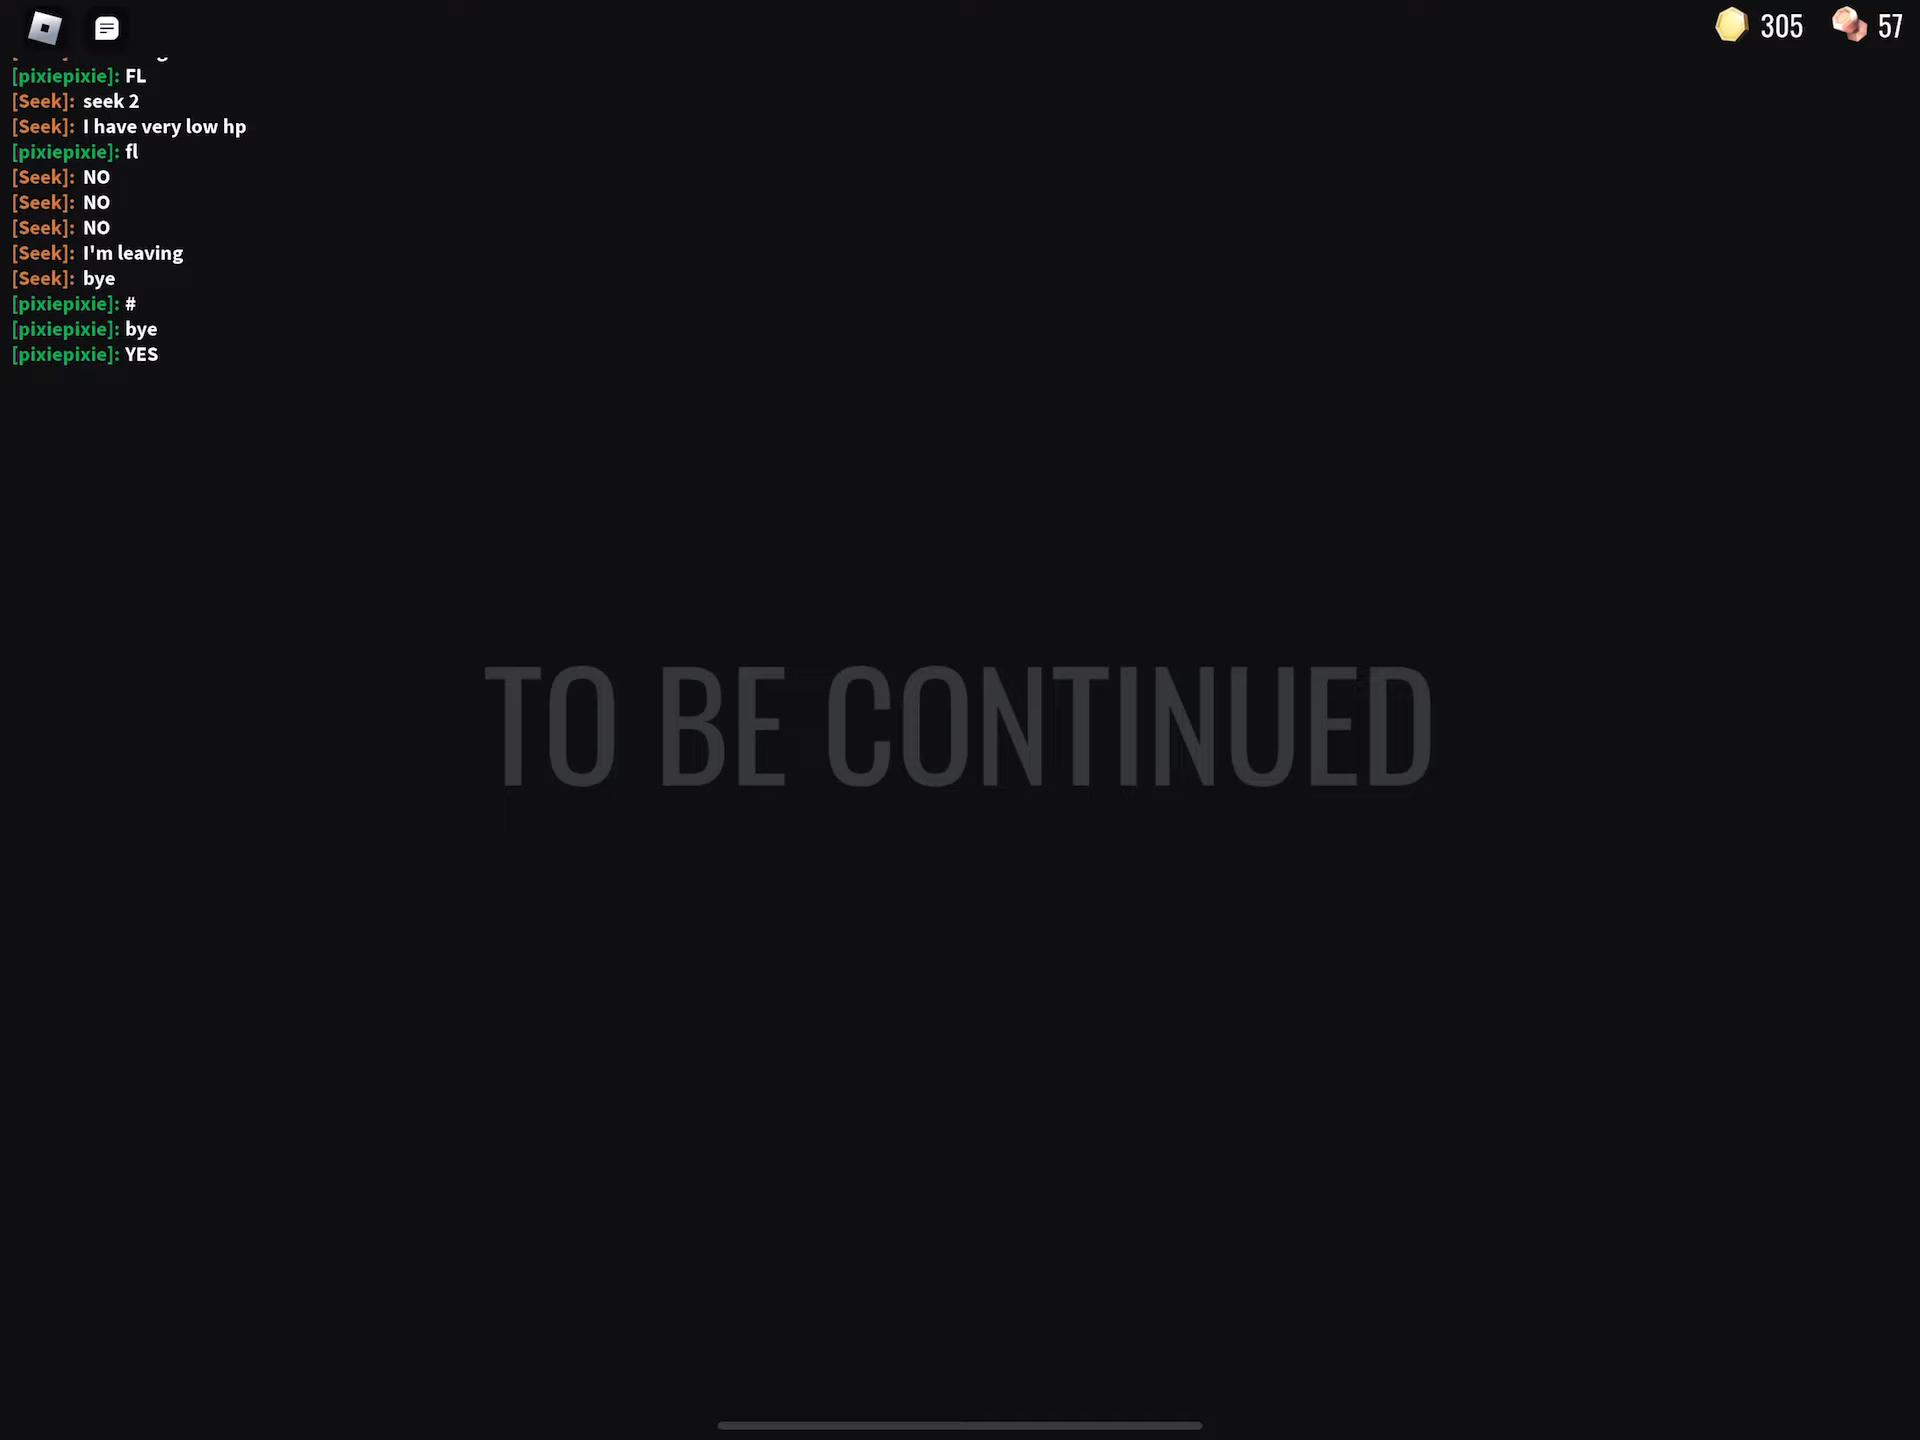 305
57
[pixiepixie]: FL
[Seek]: seek 2
[Seek]: I have very low hp
[pixiepixie]: fl
[Seek]: NO
[Seek]: NO
[Seek]: NO
[Seek]: I'm leaving
[Seek]: bye
[pixiepixie]: #
[pixiepixie]: bye
[pixiepixie]: YES
TO BE CONTINUED